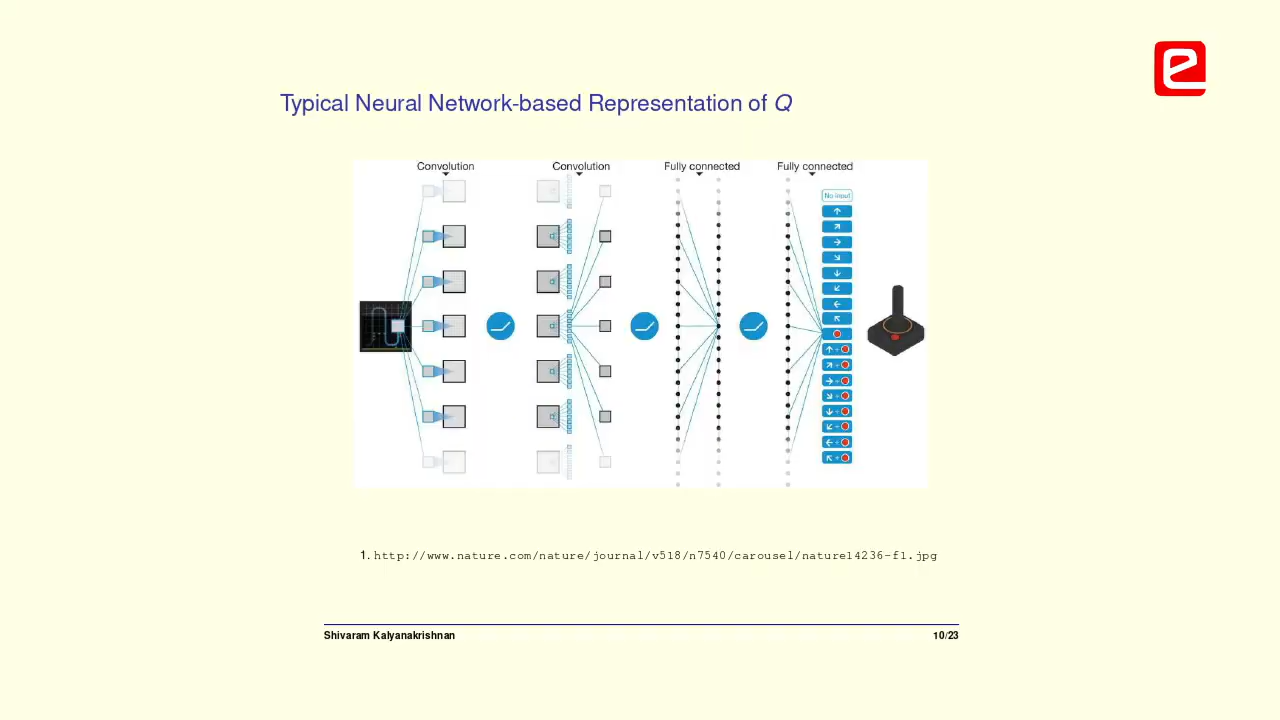 Typical Neural Network-based Representation of Q
Convolution Convolution Fully connected Fully connected
No input
1. http://www.nature.com/nature/journal/v518/n7540/carousel/nature14236-f1.jpg
Shivaram Kalyanakrishnan 10/23